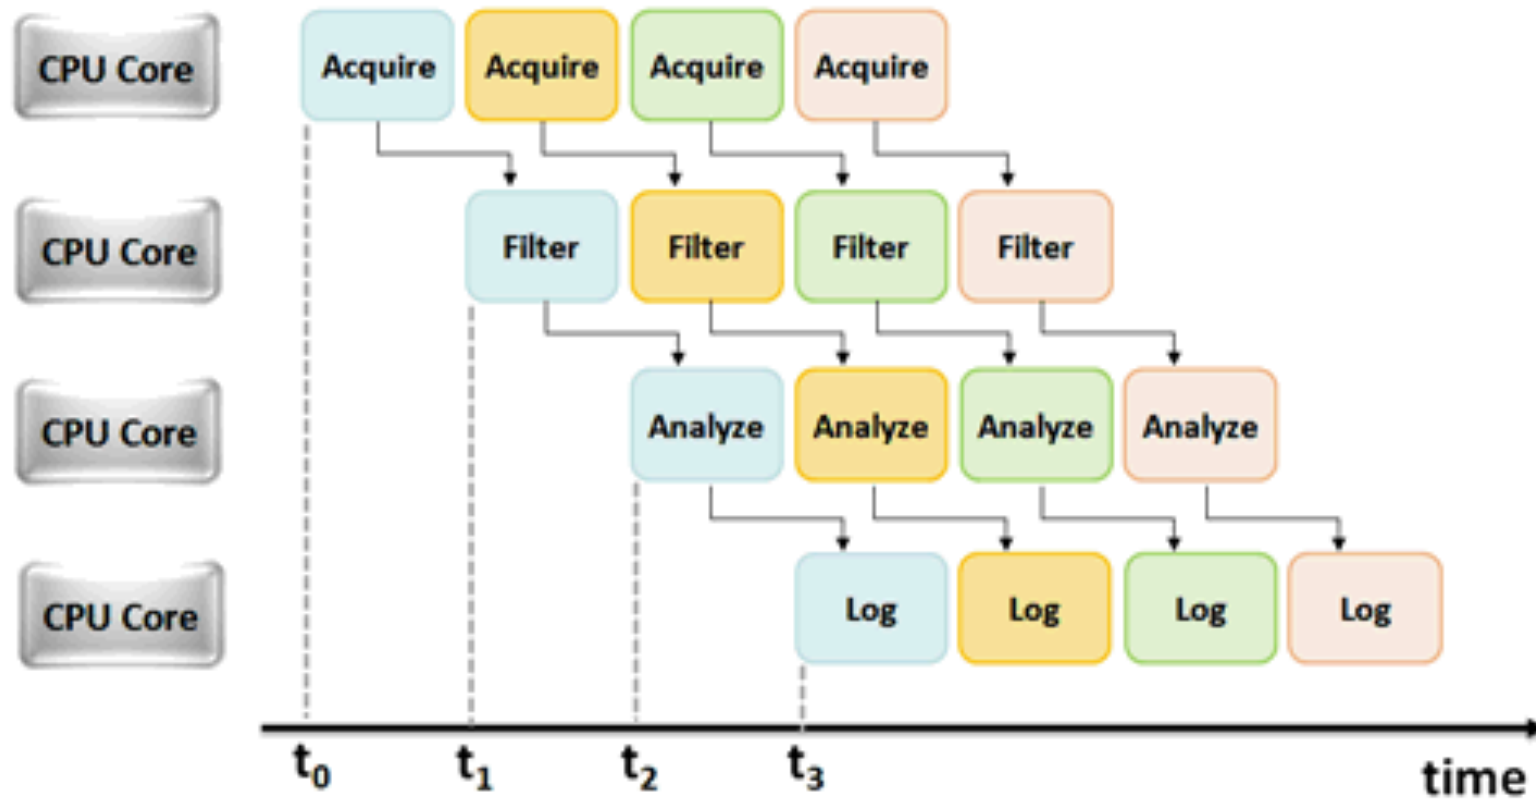 CPU Core Acquire Acquire Acquire Acquire
CPU Core Filter Filter Filter Filter
CPU Core Analyze Analyze Analyze Analyze
CPU Core Log Log Log Log
t0 t1 t2 t3
time